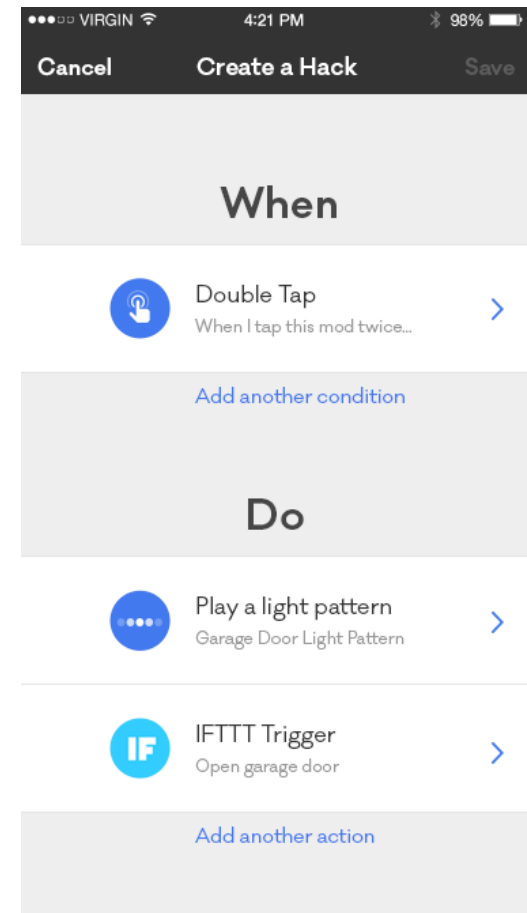 VIRGIN 4:21 PM 98%
Cancel Create a Hack Save
When
Double Tap
When I tap this mod twice...
Add another condition
Do
Play a light pattern
Garage Door Light Pattern
IF
IFTTT Trigger
Open garage door
Add another action